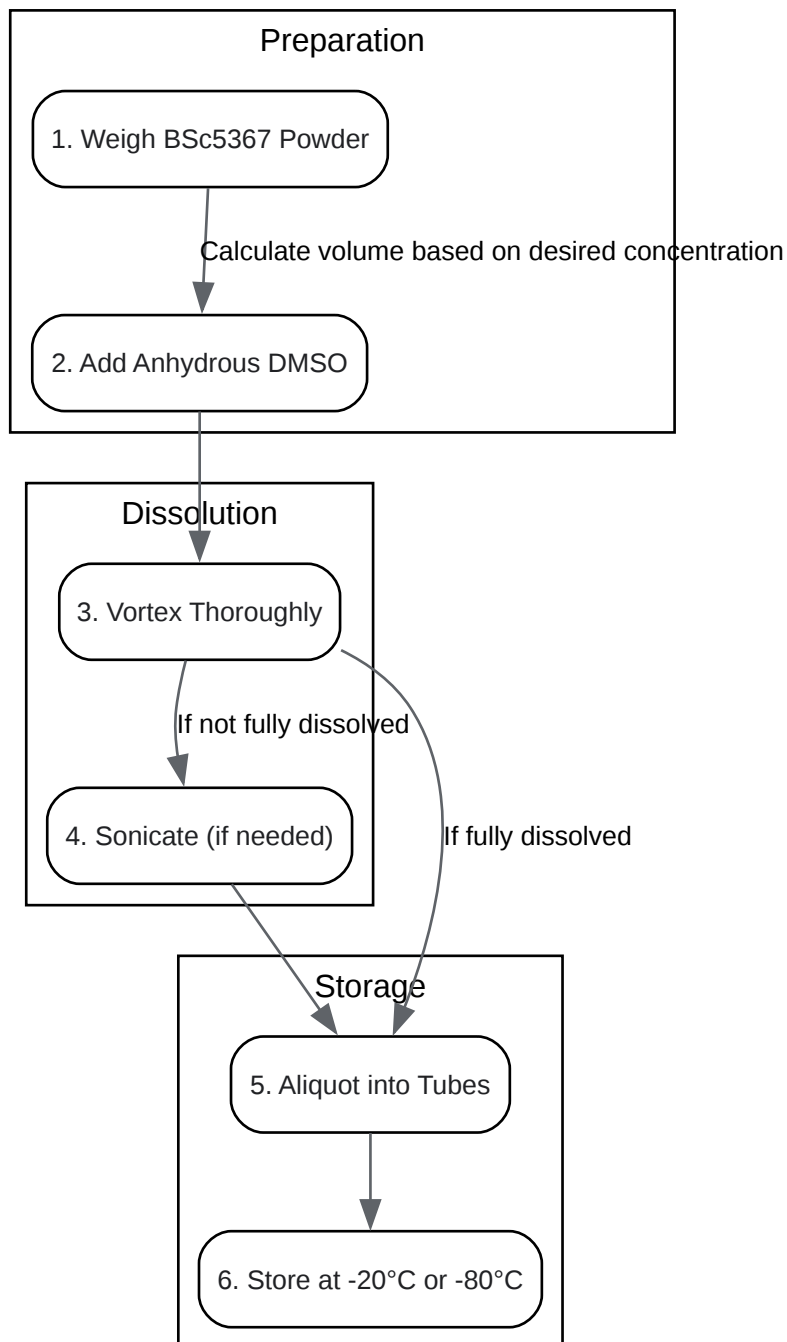 Preparation
1. Weigh BSc5367 Powder
Calculate volume based on desired concentration
2. Add Anhydrous DMSO
Dissolution
3. Vortex Thoroughly
If not fully dissolved
4. Sonicate (if needed)
If fully dissolved
Storage
5. Aliquot into Tubes
6. Store at -20°C or -80°C